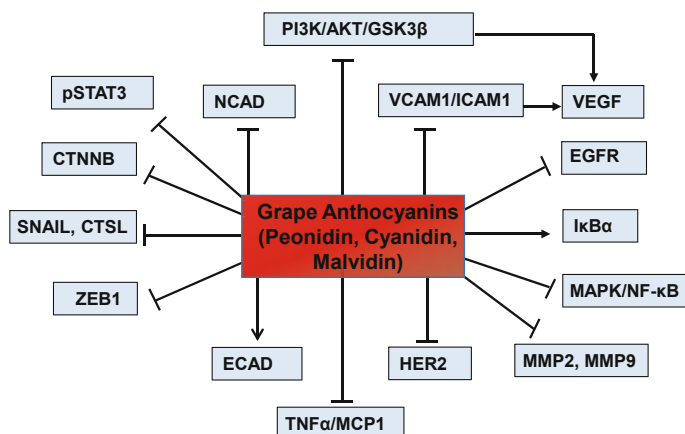 PI3K/AKT/GSK3β
pSTAT3
NCAD
VCAM1/ICAM1
VEGF
CTNNB
EGFR
SNAIL, CTSL
Grape Anthocyanins
(Peonidin, Cyanidin,
Malvidin)
IκBα
ZEB1
MAPK/NF-κB
ECAD
HER2
MMP2, MMP9
TNFα/MCP1